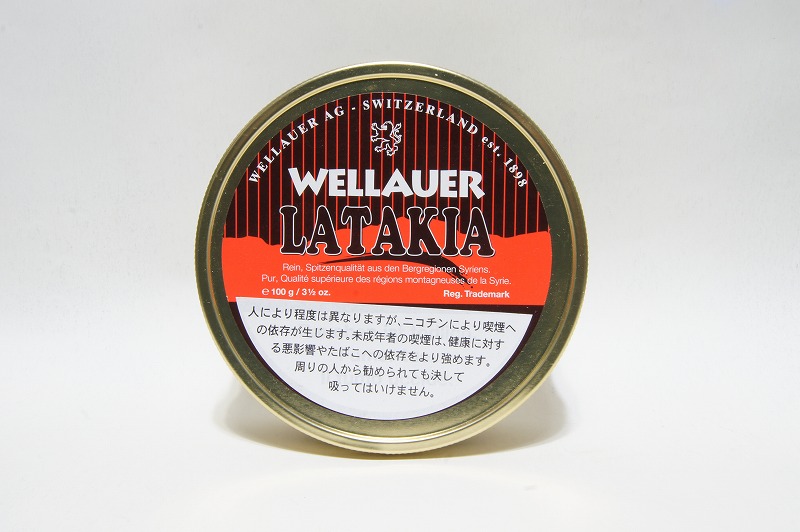 WELLAUER AG - SWITZERLAND est. 1898
WELLAUER
LATAKIA
Rein, Spitzenqualität aus den Bergregionen Syriens.
Pur, Qualité supérieure des régions montagneuses de la Syrie.
℮ 100 g / 3½ oz. Reg. Trademark
人により程度は異なりますが、ニコチンにより喫煙へ
の依存が生じます。未成年者の喫煙は、健康に対す
る悪影響やたばこへの依存をより強めます。
周りの人から勧められても決して
吸ってはいけません。